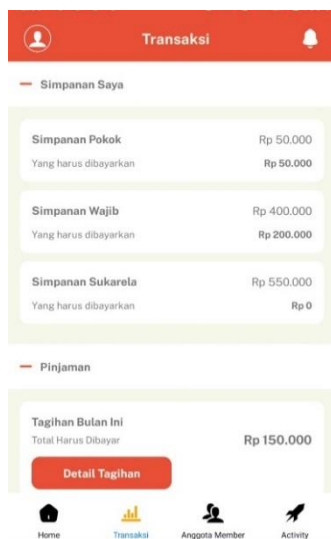 Transaksi
Simpanan Saya
Simpanan Pokok Rp 50.000
Yang harus dibayarkan Rp 50.000
Simpanan Wajib Rp 400.000
Yang harus dibayarkan Rp 200.000
Simpanan Sukarela Rp 550.000
Yang harus dibayarkan Rp 0
Pinjaman
Tagihan Bulan Ini
Total Harus Dibayar Rp 150.000
Detail Tagihan
Home Transaksi Anggota Member Activity